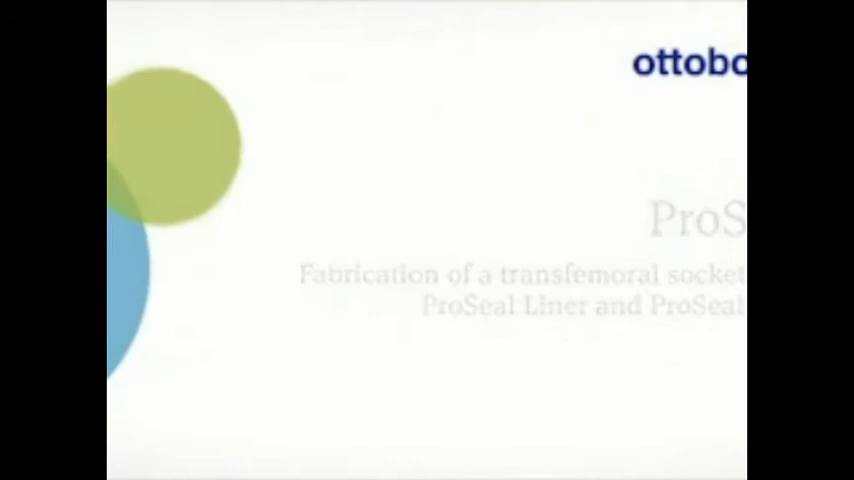 ottobo
ProS
Fabrication of a transfemoral socket
ProSeal Liner and ProSeal